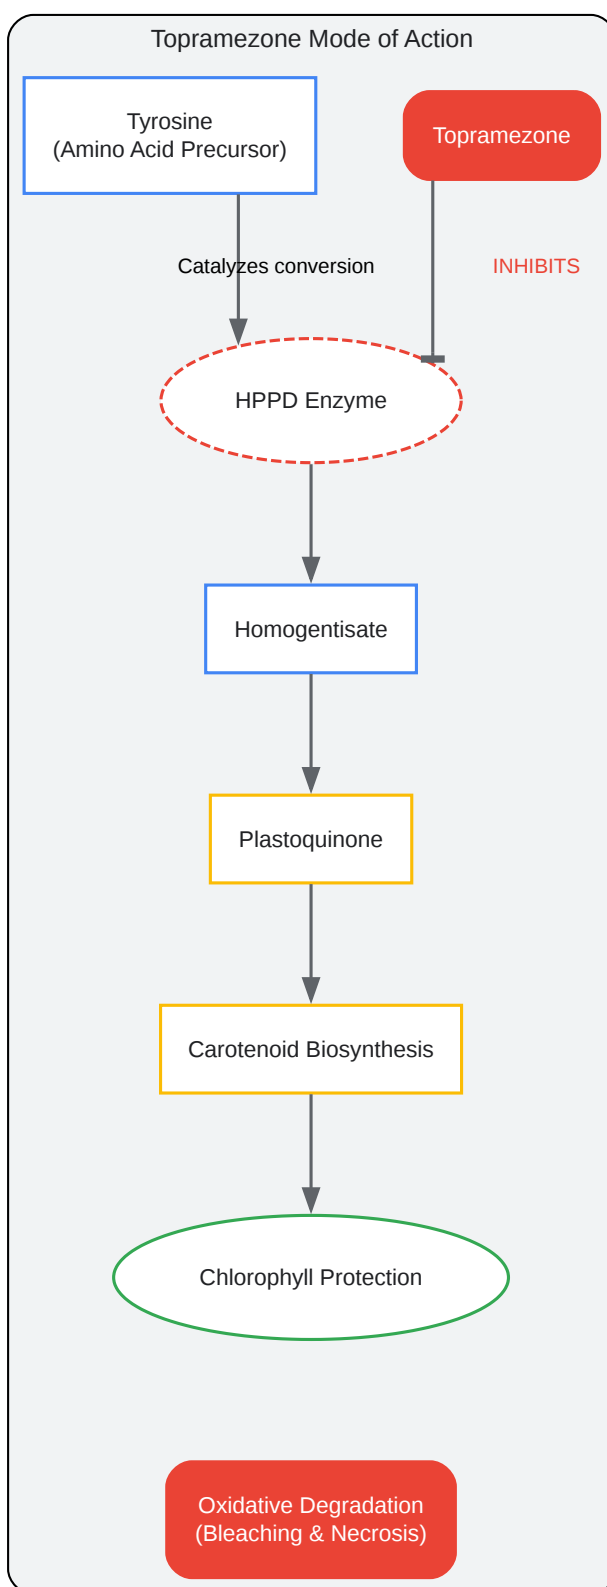 Topramezone Mode of Action
Tyrosine
(Amino Acid Precursor)
Topramezone
Catalyzes conversion
INHIBITS
HPPD Enzyme
Homogentisate
Plastoquinone
Carotenoid Biosynthesis
Chlorophyll Protection
Oxidative Degradation
(Bleaching & Necrosis)